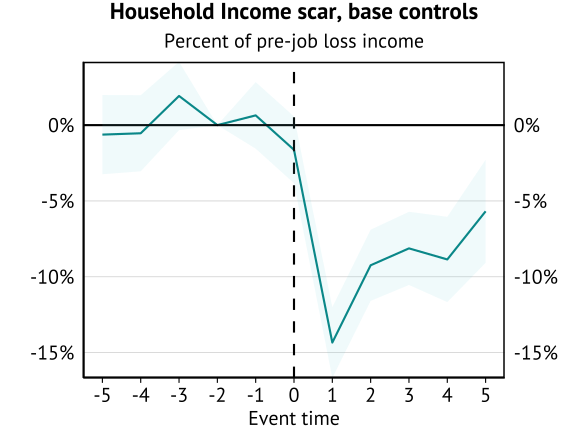 Household Income scar, base controls
Percent of pre-job loss income
0% 0%
-5% -5%
-10% -10%
-15% -15%
-5 -4 -3 -2 -1 0 1 2 3 4 5
Event time